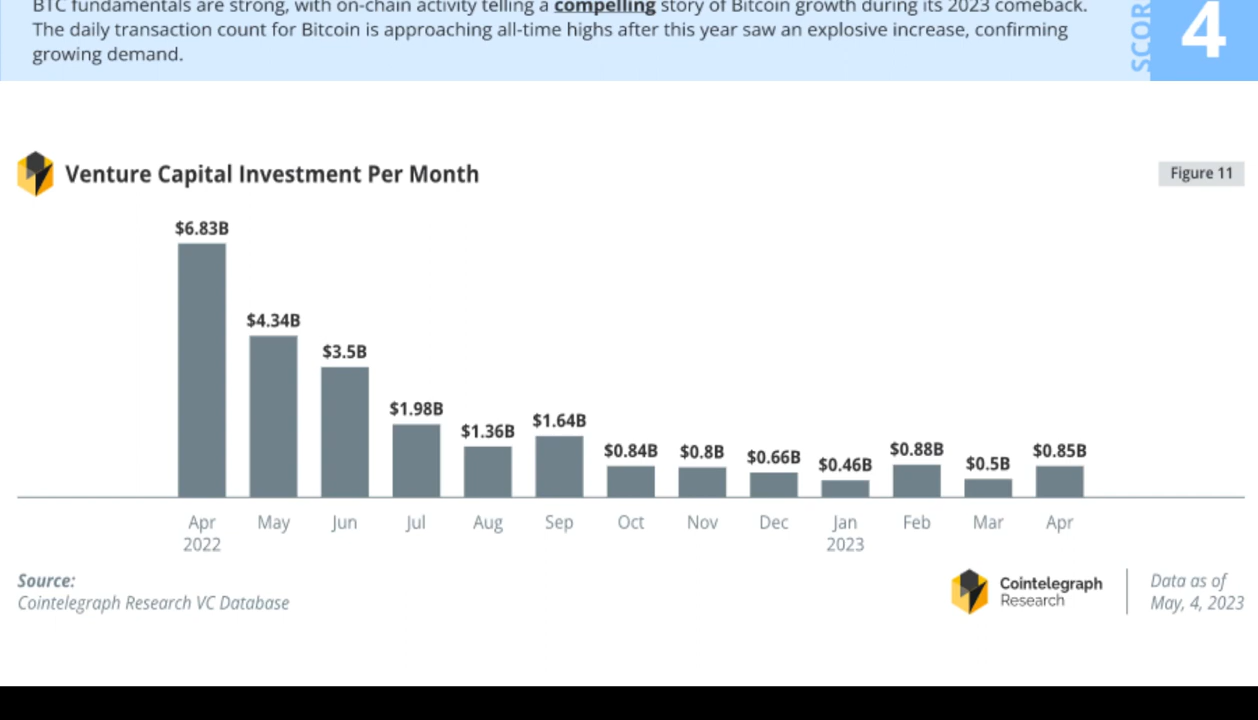 BTC fundamentals are strong, with on-chain activity telling a compelling story of Bitcoin growth during its 2023 comeback.
The daily transaction count for Bitcoin is approaching all-time highs after this year saw an explosive increase, confirming
growing demand.
SCOR
4
Venture Capital Investment Per Month
Figure 11
$6.83B
$4.34B
$3.5B
$1.98B
$1.36B
$1.64B
$0.84B
$0.8B
$0.66B
$0.46B
$0.88B
$0.5B
$0.85B
Apr May Jun Jul Aug Sep Oct Nov Dec Jan Feb Mar Apr
2022 2023
Source:
Cointelegraph Research VC Database
Cointelegraph
Research
Data as of
May, 4, 2023